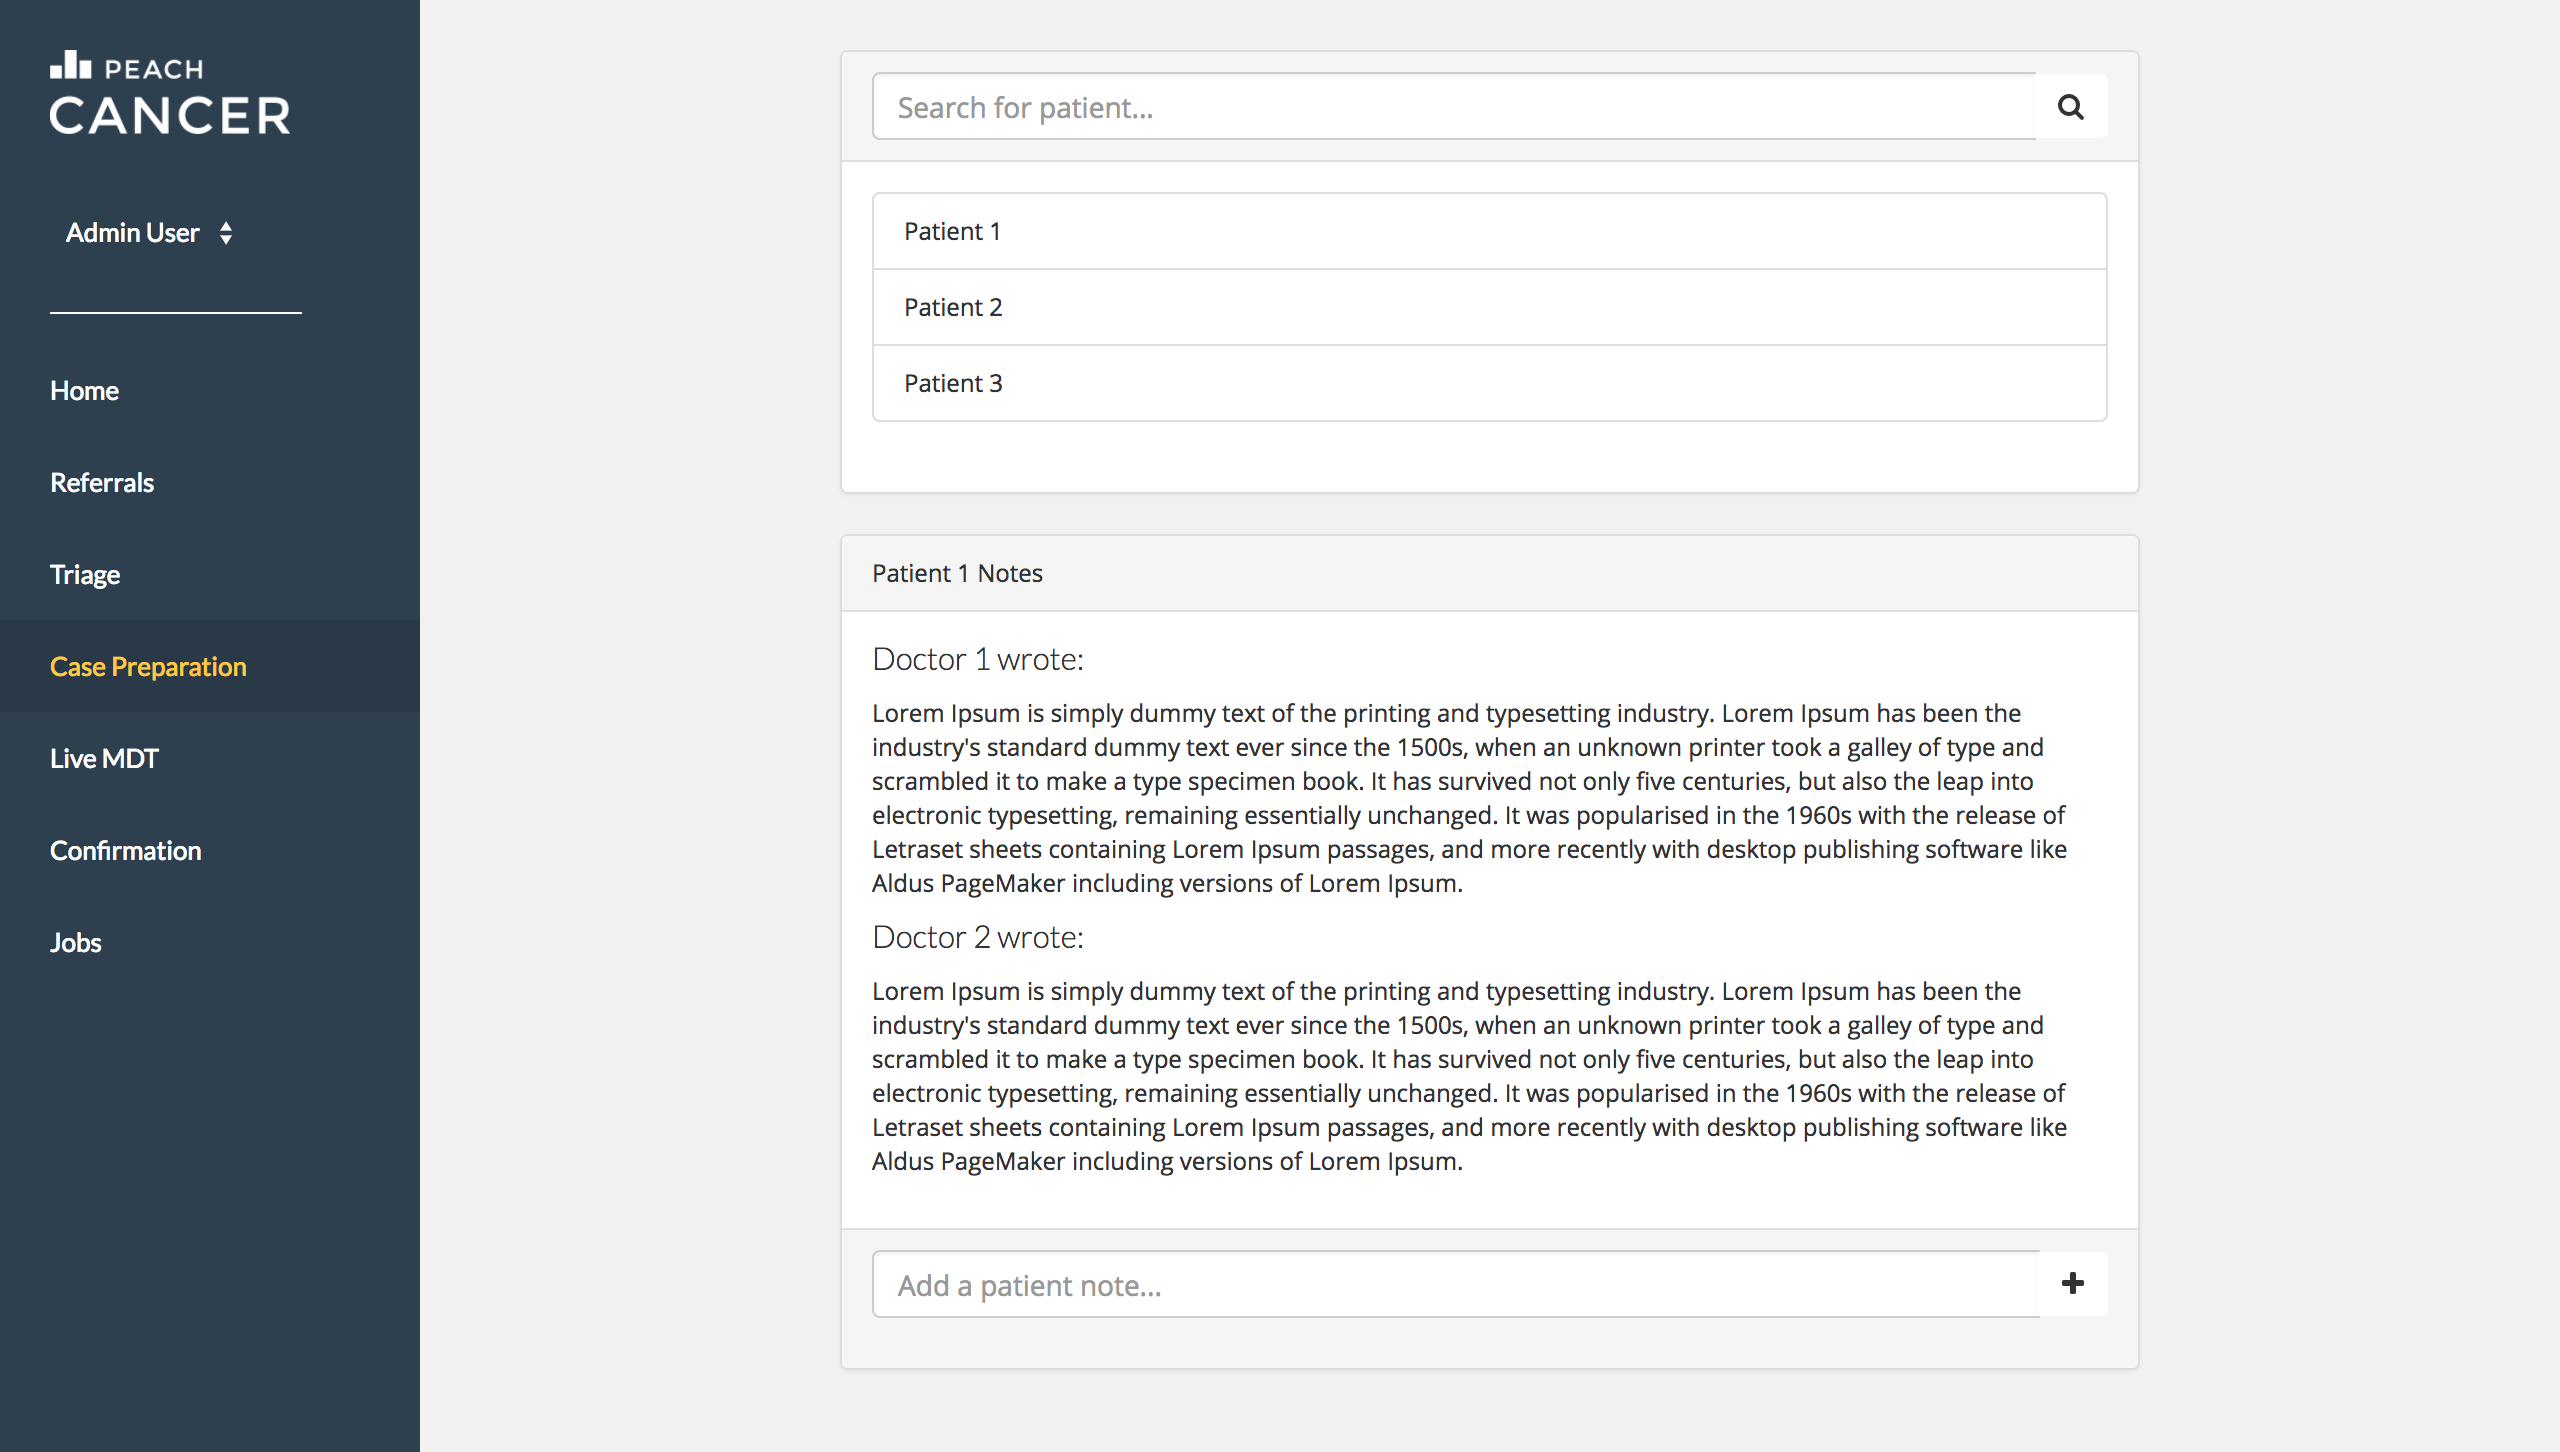 PEACH
CANCER
Admin User
Home
Referrals
Triage
Case Preparation
Live MDT
Confirmation
Jobs
Search for patient...
Patient 1
Patient 2
Patient 3
Patient 1 Notes
Doctor 1 wrote:
Lorem Ipsum is simply dummy text of the printing and typesetting industry. Lorem Ipsum has been the
industry's standard dummy text ever since the 1500s, when an unknown printer took a galley of type and
scrambled it to make a type specimen book. It has survived not only five centuries, but also the leap into
electronic typesetting, remaining essentially unchanged. It was popularised in the 1960s with the release of
Letraset sheets containing Lorem Ipsum passages, and more recently with desktop publishing software like
Aldus PageMaker including versions of Lorem Ipsum.
Doctor 2 wrote:
Lorem Ipsum is simply dummy text of the printing and typesetting industry. Lorem Ipsum has been the
industry's standard dummy text ever since the 1500s, when an unknown printer took a galley of type and
scrambled it to make a type specimen book. It has survived not only five centuries, but also the leap into
electronic typesetting, remaining essentially unchanged. It was popularised in the 1960s with the release of
Letraset sheets containing Lorem Ipsum passages, and more recently with desktop publishing software like
Aldus PageMaker including versions of Lorem Ipsum.
Add a patient note...